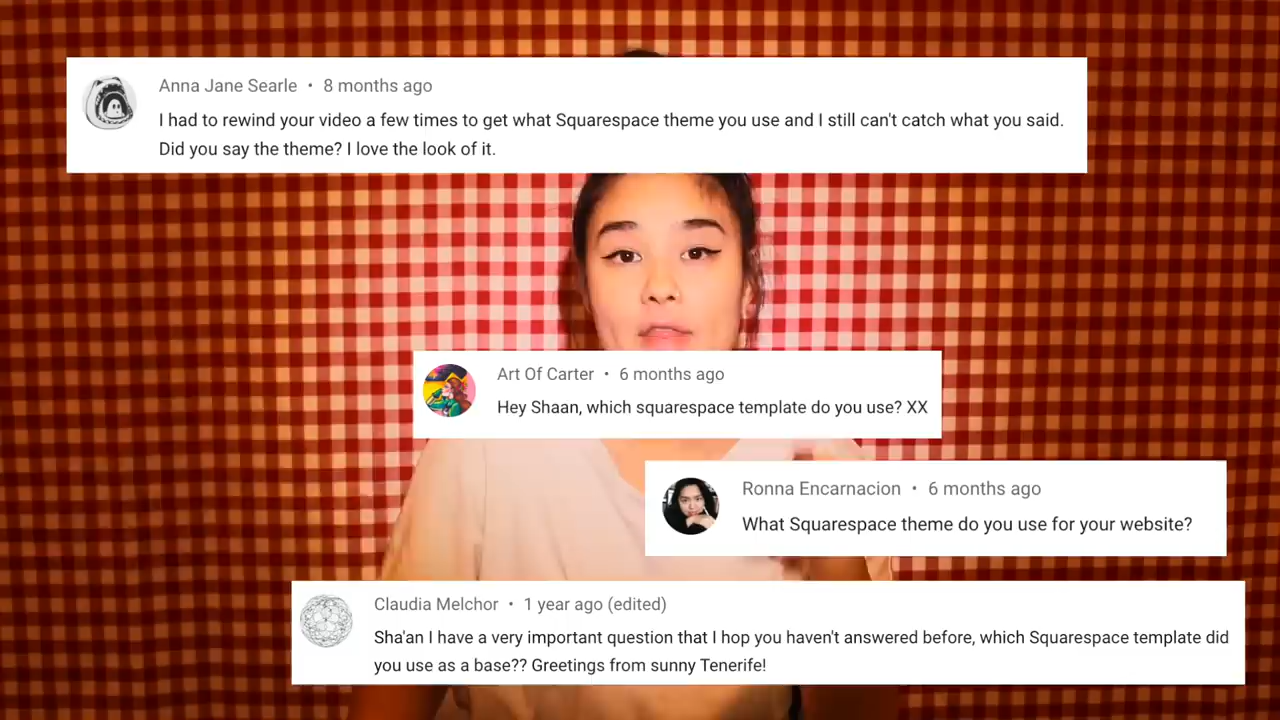 Anna Jane Searle • 8 months ago
I had to rewind your video a few times to get what Squarespace theme you use and I still can't catch what you said.
Did you say the theme? I love the look of it.
Art Of Carter • 6 months ago
Hey Shaan, which squarespace template do you use? XX
Ronna Encarnacion • 6 months ago
What Squarespace theme do you use for your website?
Claudia Melchor • 1 year ago (edited)
Sha'an I have a very important question that I hop you haven't answered before, which Squarespace template did
you use as a base?? Greetings from sunny Tenerife!